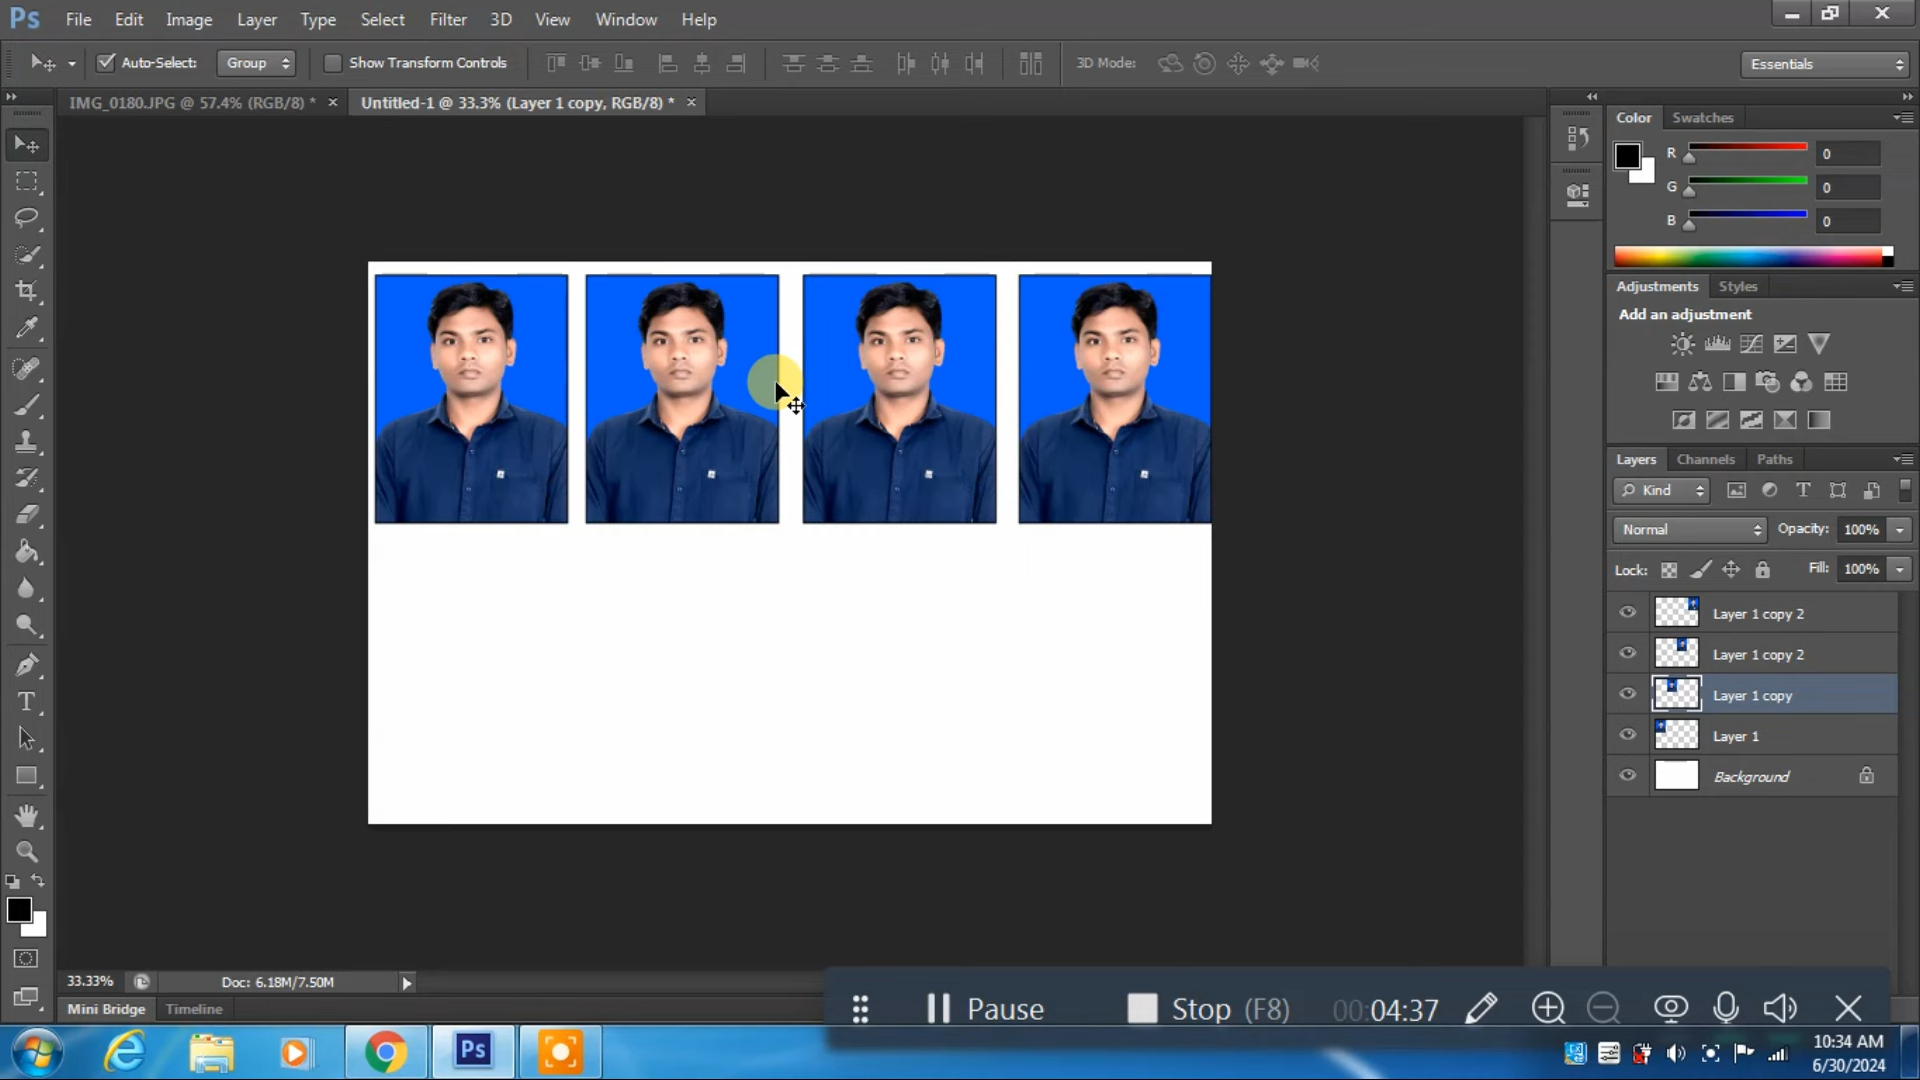 Ps File Edit Image Layer Type Select Filter 3D View Window Help
Auto-Select: Group Show Transform Controls 3D Mode: Essentials
IMG_0180.JPG @ 57.4% (RGB/8) * × Untitled-1 @ 33.3% (Layer 1 copy, RGB/8) * ×
Color Swatches
R 0
G 0
B 0
Adjustments Styles
Add an adjustment
Layers Channels Paths
Kind
Normal Opacity: 100%
Lock: Fill: 100%
Layer 1 copy 2
Layer 1 copy 2
Layer 1 copy
Layer 1
Background
33.33% Doc: 6.18M/7.50M
Mini Bridge Timeline
Pause Stop (F8) 00:04:37
Ps
10:34 AM
6/30/2024